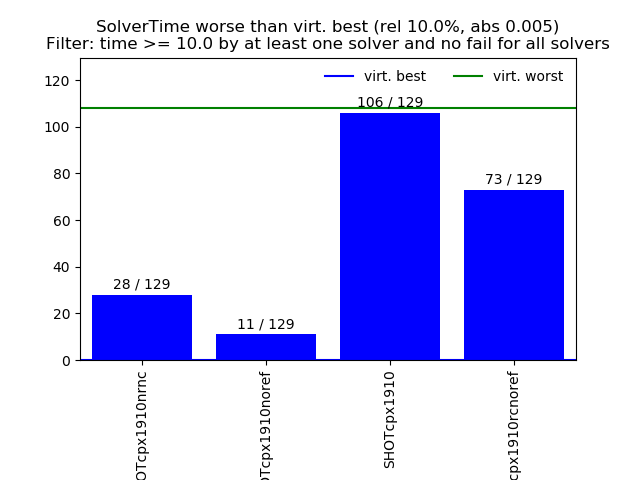 SolverTime worse than virt. best (rel 10.0%, abs 0.005)
Filter: time >= 10.0 by at least one solver and no fail for all solvers
virt. best
virt. worst
120
100
80
60
40
20
0
28 / 129
11 / 129
106 / 129
73 / 129
OTcpx1910nrnc
OTcpx1910noref
SHOTcpx1910
cpx1910rcnoref